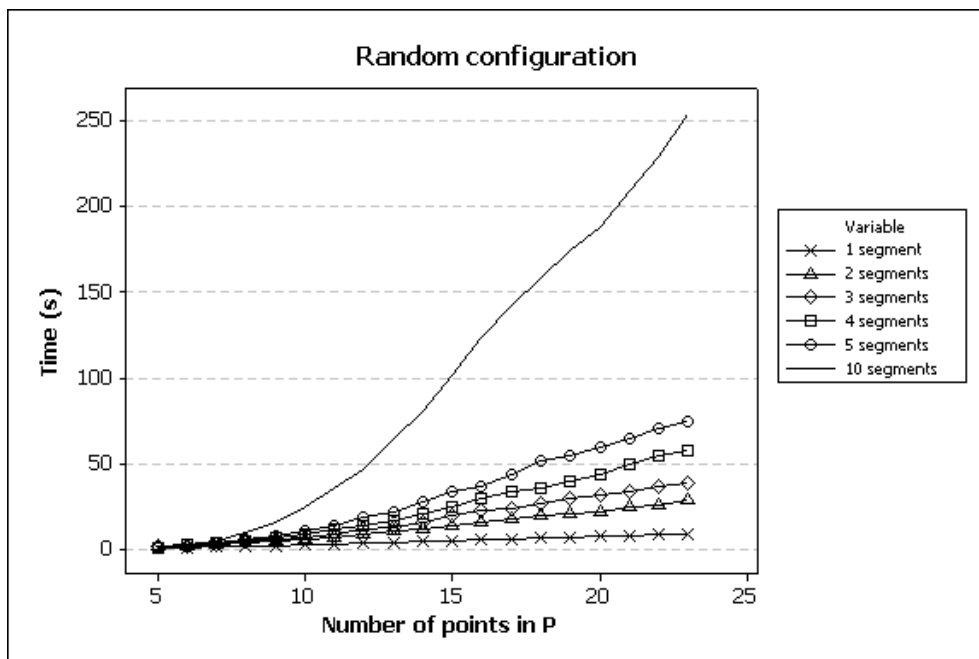 Random configuration
250
200
150
100
50
0
Time (s)
5
10
15
20
25
Number of points in P
Variable
1 segment
2 segments
3 segments
4 segments
5 segments
10 segments